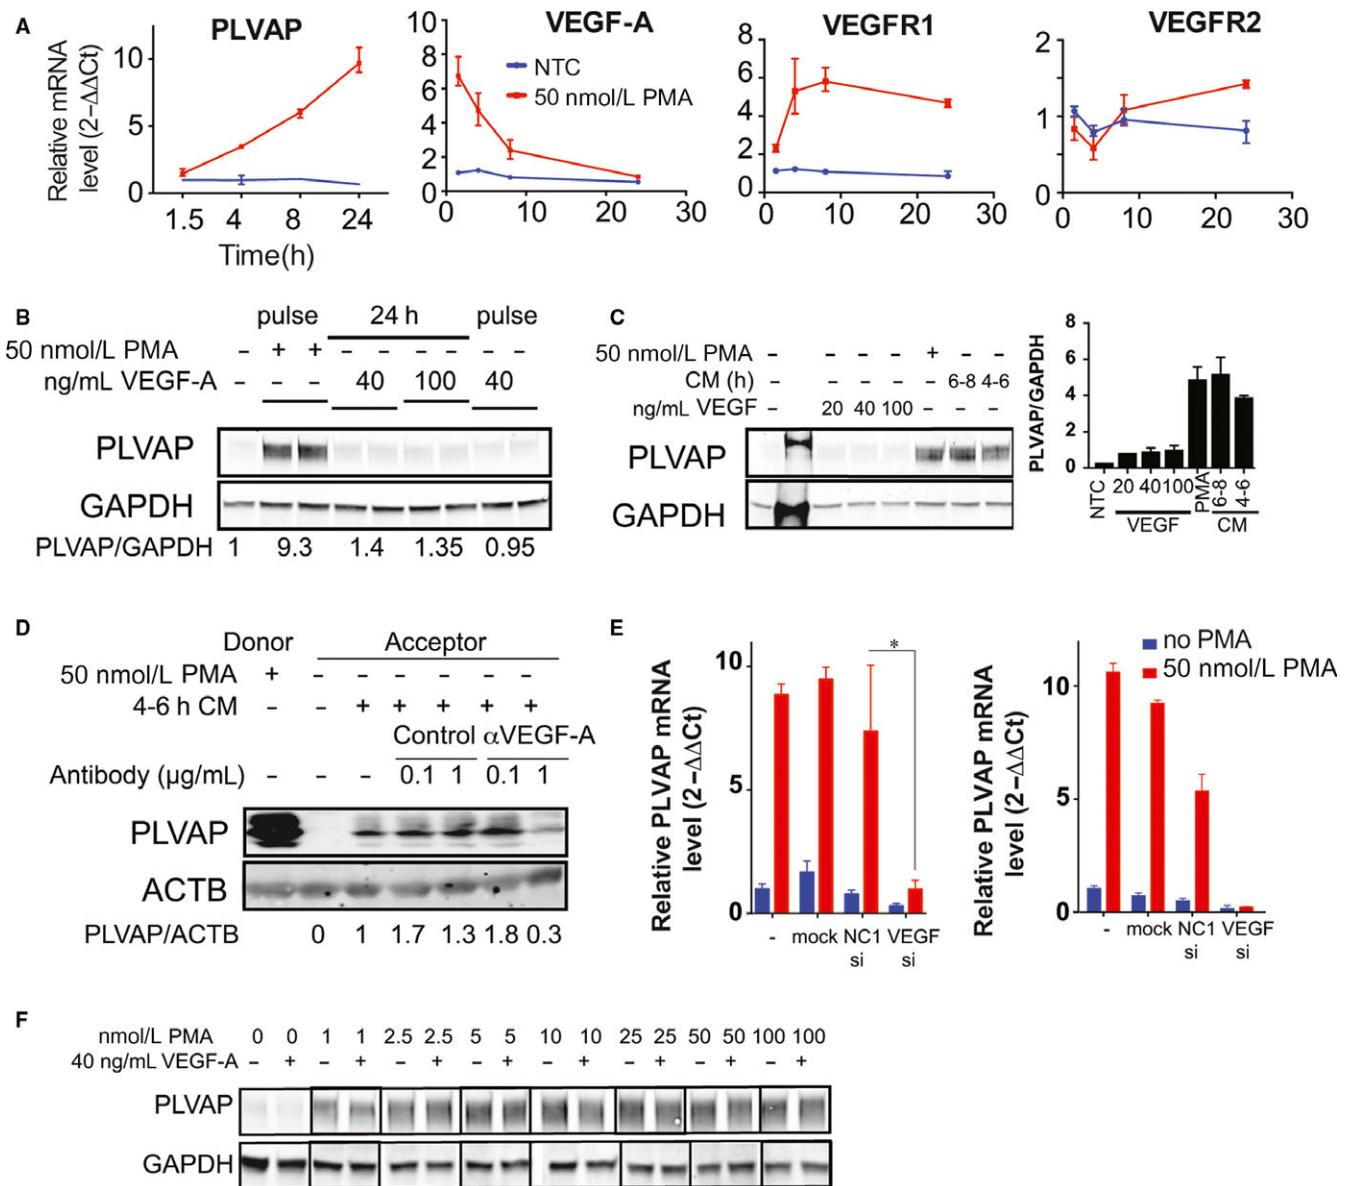 A
PLVAP
VEGF-A
VEGFR1
VEGFR2
Relative mRNA
level (2−ΔΔCt)
10
5
0
1.5 4 8 24
Time(h)
10
8
6
4
2
0
0 10 20 30
NTC
50 nmol/L PMA
8
6
4
2
0
0 10 20 30
2
1
0
0 10 20 30
B
pulse 24 h pulse
50 nmol/L PMA – + + – – – – – –
ng/mL VEGF-A – – – 40 100 40
PLVAP
GAPDH
PLVAP/GAPDH 1 9.3 1.4 1.35 0.95
C
50 nmol/L PMA – – – – + – –
CM (h) – – – – – 6-8 4-6
ng/mL VEGF – 20 40 100 – – –
PLVAP
GAPDH
PLVAP/GAPDH
8
6
4
2
0
NTC 20 40 100 PMA 6-8 4-6
VEGF CM
D
Donor Acceptor
50 nmol/L PMA + – – – – – –
4-6 h CM – – + + + + +
Control αVEGF-A
Antibody (µg/mL) – – – 0.1 1 0.1 1
PLVAP
ACTB
PLVAP/ACTB 0 1 1.7 1.3 1.8 0.3
E
Relative PLVAP mRNA
level (2−ΔΔCt)
10
5
0
*
- mock NC1 VEGF
si si
Relative PLVAP mRNA
level (2−ΔΔCt)
10
5
0
no PMA
50 nmol/L PMA
- mock NC1 VEGF
si si
F
nmol/L PMA 0 0 1 1 2.5 2.5 5 5 10 10 25 25 50 50 100 100
40 ng/mL VEGF-A – + – + – + – + – + – + – + – +
PLVAP
GAPDH